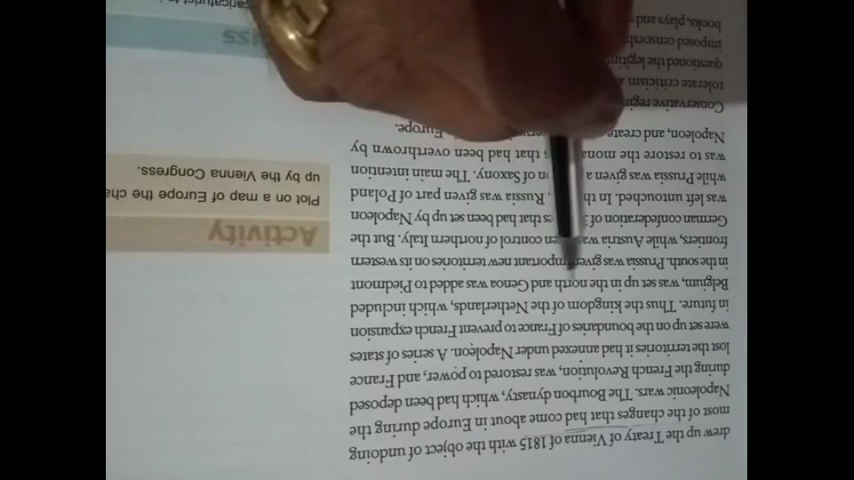 drew up the Treaty of Vienna of 1815 with the object of undoing
most of the changes that had come about in Europe during the
Napoleonic wars. The Bourbon dynasty, which had been deposed
during the French Revolution, was restored to power, and France
lost the territories it had annexed under Napoleon. A series of states
were set up on the boundaries of France to prevent French expansion
in future. Thus the kingdom of the Netherlands, which included
Belgium, was set up in the north and Genoa was added to Piedmont
in the south. Prussia was given important new territories on its western
frontiers, while Austria was control of northern Italy. But the
German confederation of that had been set up by Napoleon
was left untouched. In the Russia was given part of Poland
while Prussia was given a of Saxony. The main intention
was to restore the that had been overthrown by
Napoleon, and create Europe.
Conservative
tolerate criticism
questioned the
imposed
books, plays and
Activity
Plot on a map of Europe the
up by the Vienna Congress.